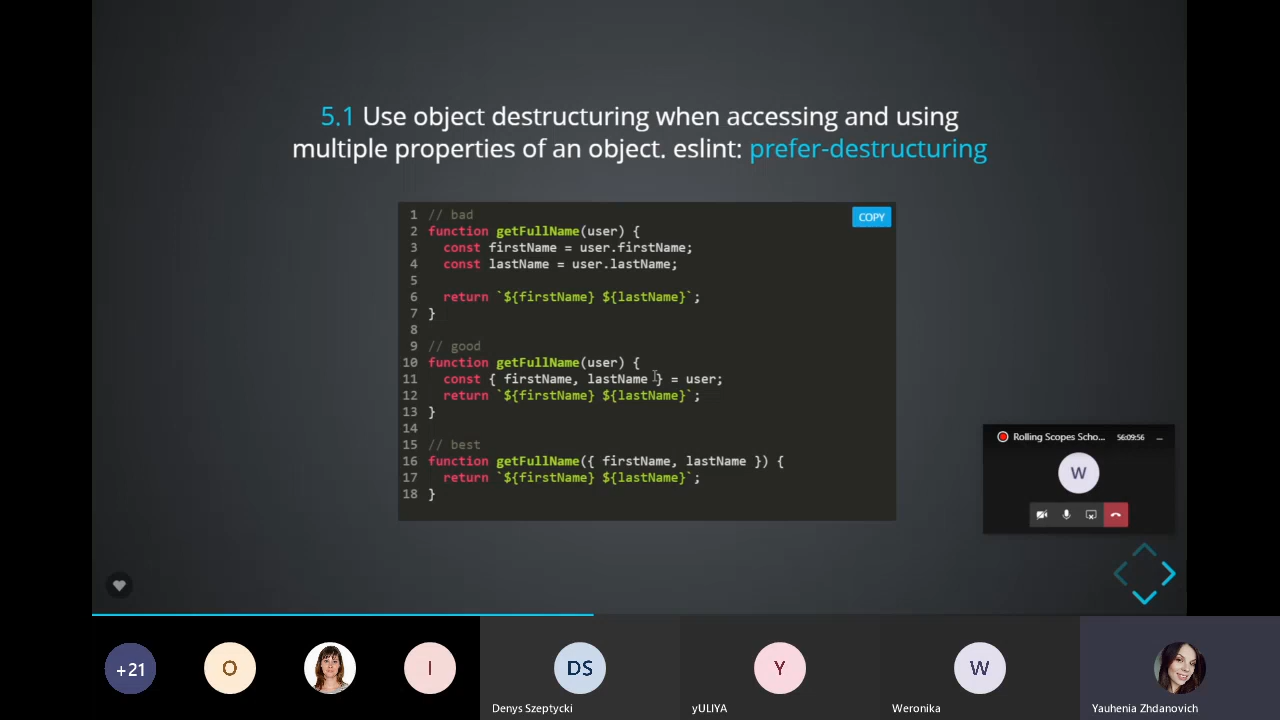 5.1 Use object destructuring when accessing and using
multiple properties of an object. eslint: prefer-destructuring
COPY
1 // bad
2 function getFullName(user) {
3   const firstName = user.firstName;
4   const lastName = user.lastName;
5
6   return `${firstName} ${lastName}`;
7 }
8
9 // good
10 function getFullName(user) {
11   const { firstName, lastName } = user;
12   return `${firstName} ${lastName}`;
13 }
14
15 // best
16 function getFullName({ firstName, lastName }) {
17   return `${firstName} ${lastName}`;
18 }
Rolling Scopes Scho... 56:09:56
W
+21
O
I
DS
Y
W
Denys Szeptycki
yULIYA
Weronika
Yauhenia Zhdanovich